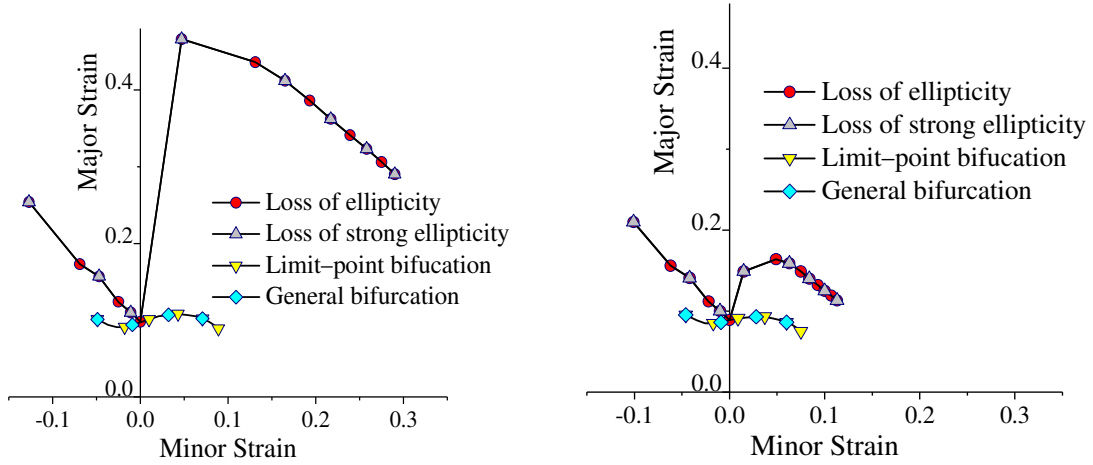 Major Strain
0.4
0.2
0.0
Loss of ellipticity
Loss of strong ellipticity
Limit–point bifucation
General bifurcation
-0.1 0.0 0.1 0.2 0.3
Minor Strain
Major Strain
0.4
0.2
0.0
Loss of ellipticity
Loss of strong ellipticity
Limit–point bifucation
General bifurcation
-0.1 0.0 0.1 0.2 0.3
Minor Strain